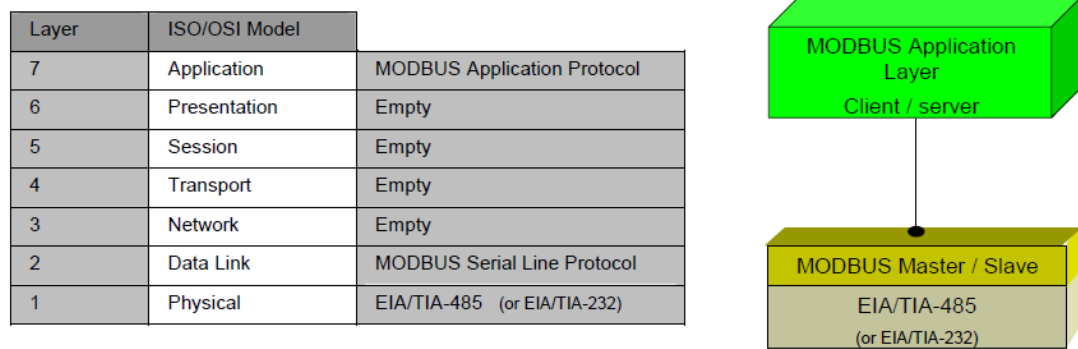 Layer ISO/OSI Model
7 Application MODBUS Application Protocol
6 Presentation Empty
5 Session Empty
4 Transport Empty
3 Network Empty
2 Data Link MODBUS Serial Line Protocol
1 Physical EIA/TIA-485 (or EIA/TIA-232)
MODBUS Application
Layer
Client / server
MODBUS Master / Slave
EIA/TIA-485
(or EIA/TIA-232)